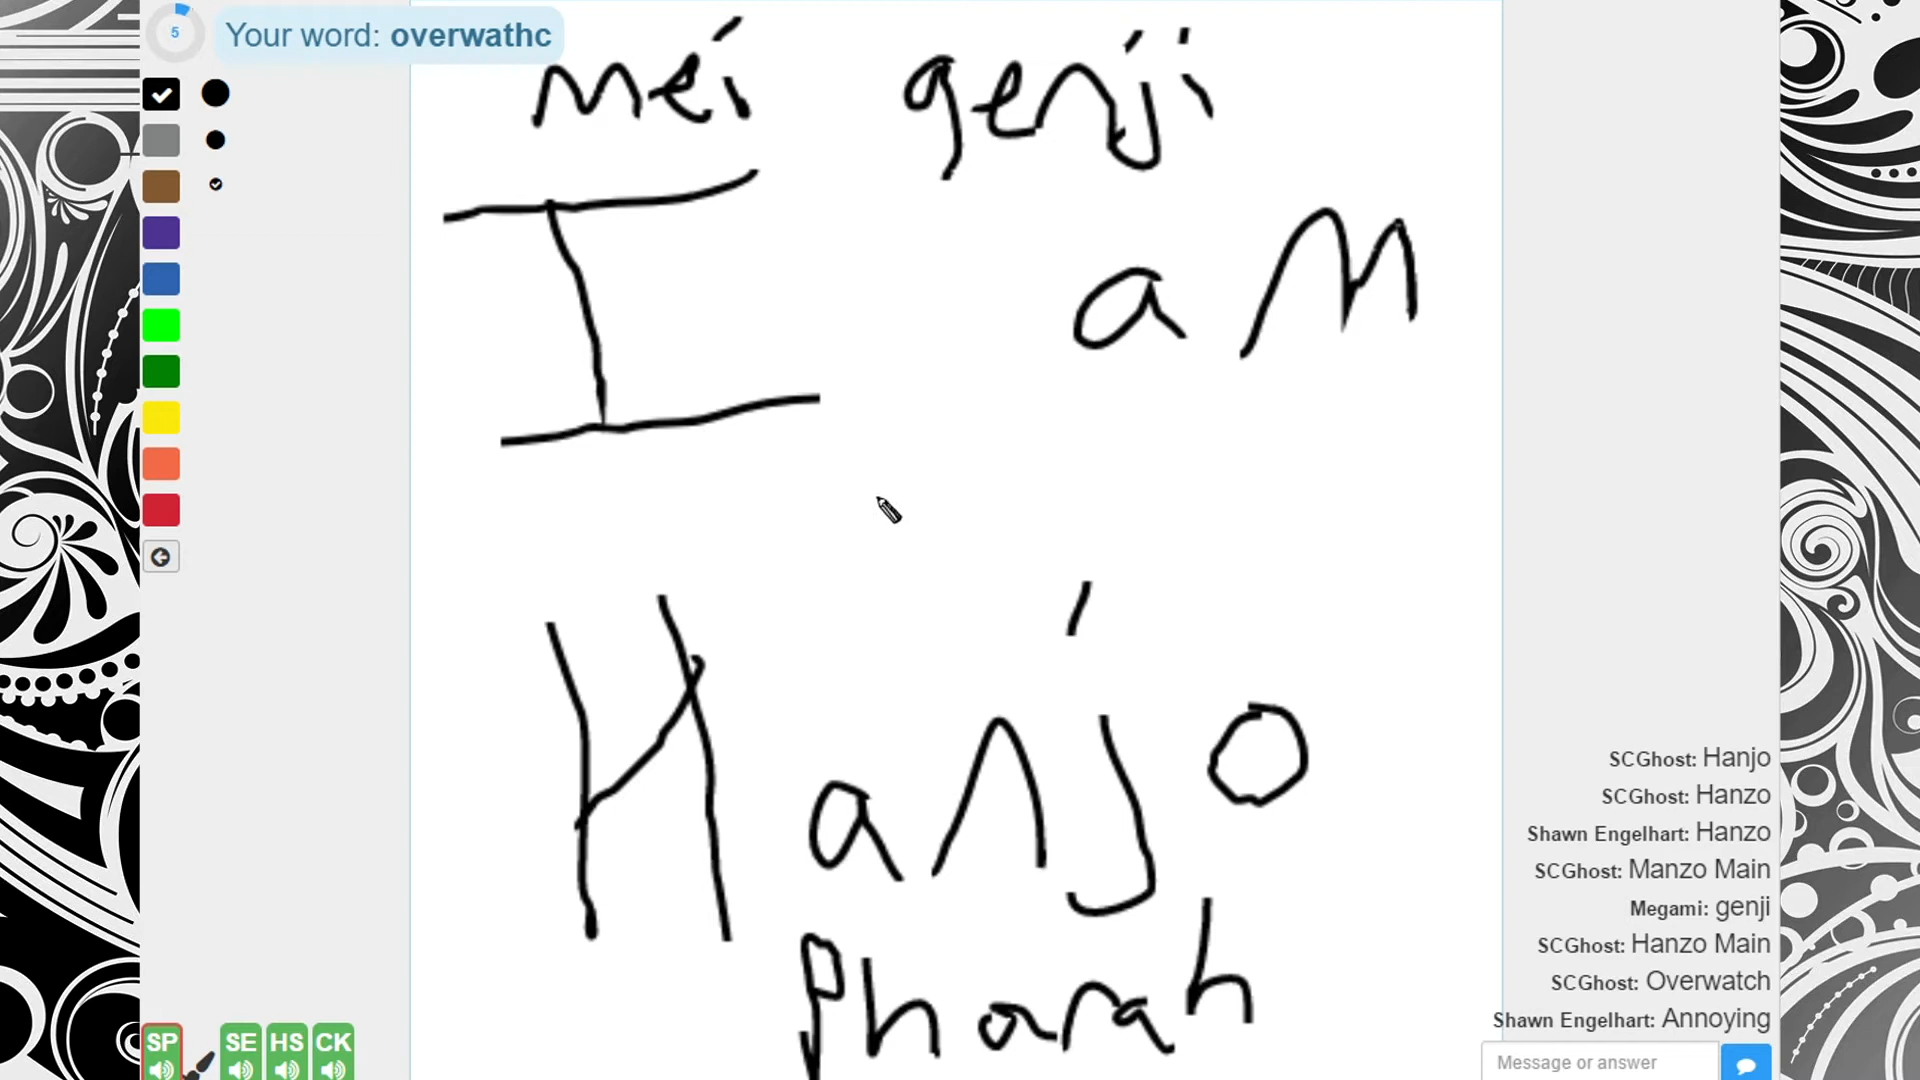 5 Your word: overwathc
mei genji
I am
Hanjo
Pharah
SCGhost: Hanjo
SCGhost: Hanzo
Shawn Engelhart: Hanzo
SCGhost: Manzo Main
Megami: genji
SCGhost: Hanzo Main
SCGhost: Overwatch
Shawn Engelhart: Annoying
SP SE HS CK
Message or answer